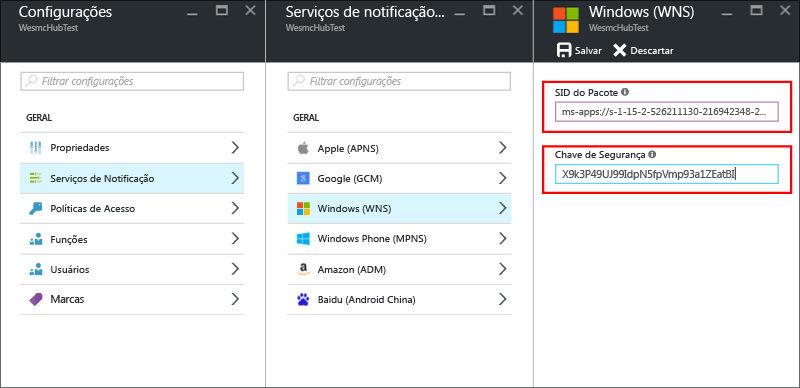 Configurações
WesmcHubTest
Filtrar configurações
GERAL
Propriedades
Serviços de Notificação
Políticas de Acesso
Funções
Usuários
Marcas
Serviços de notificação...
WesmcHubTest
Filtrar configurações
GERAL
Apple (APNS)
Google (GCM)
Windows (WNS)
Windows Phone (MPNS)
Amazon (ADM)
Baidu (Android China)
Windows (WNS)
WesmcHubTest
Salvar Descartar
SID do Pacote
ms-apps://s-1-15-2-526211130-216942348-2...
Chave de Segurança
X9k3P49UJ99IdpN5fpVmp93a1ZEatBI